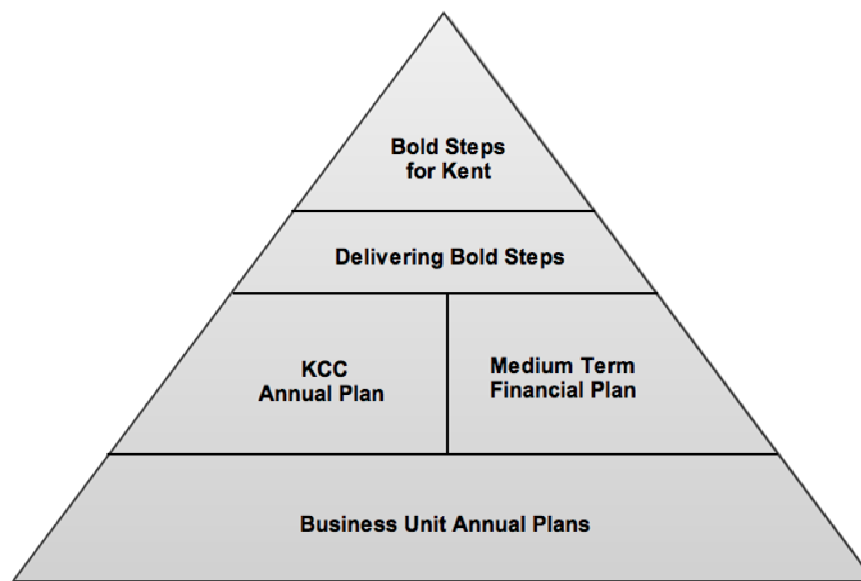 Bold Steps
for Kent
Delivering Bold Steps
KCC
Annual Plan
Medium Term
Financial Plan
Business Unit Annual Plans